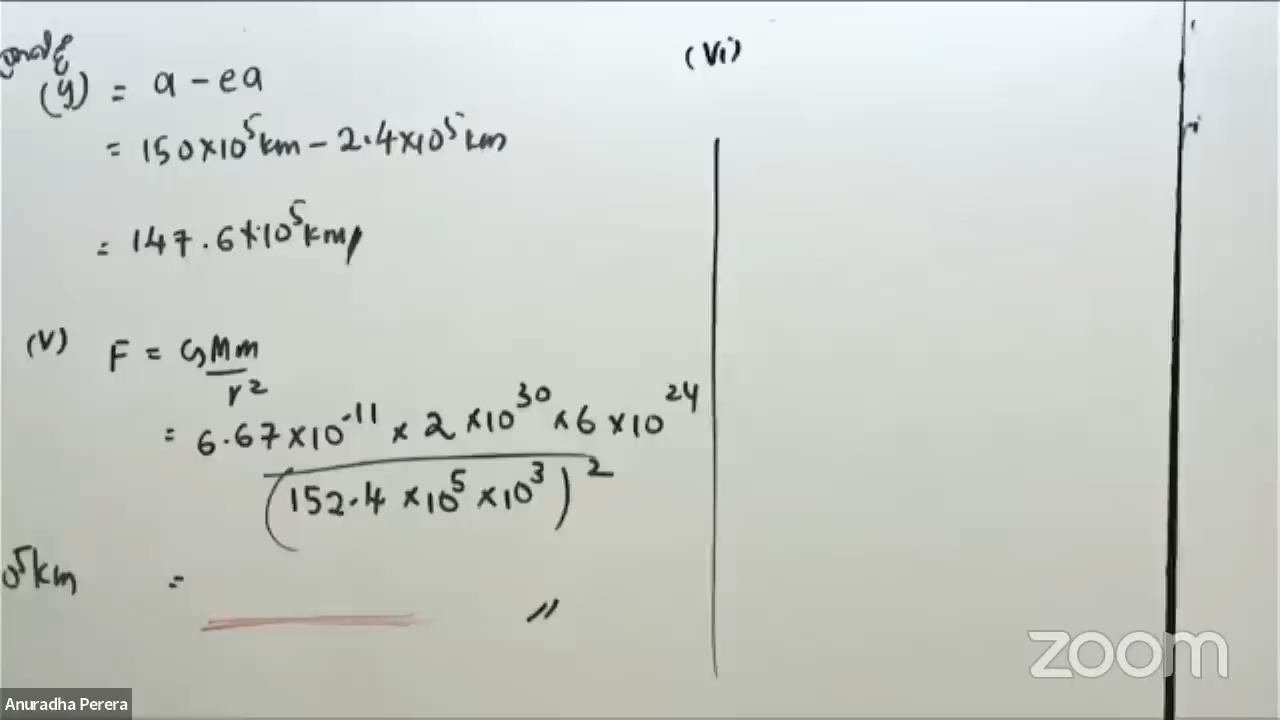 (y) = a - ea
= 150×10⁵km - 2.4×10⁵km
= 147.6×10⁵km
(V) F = GMm
r²
= 6.67×10⁻¹¹ × 2×10³⁰ × 6×10²⁴
(152.4 ×10⁵ ×10³)²
km =
(Vi)
zoom
Anuradha Perera